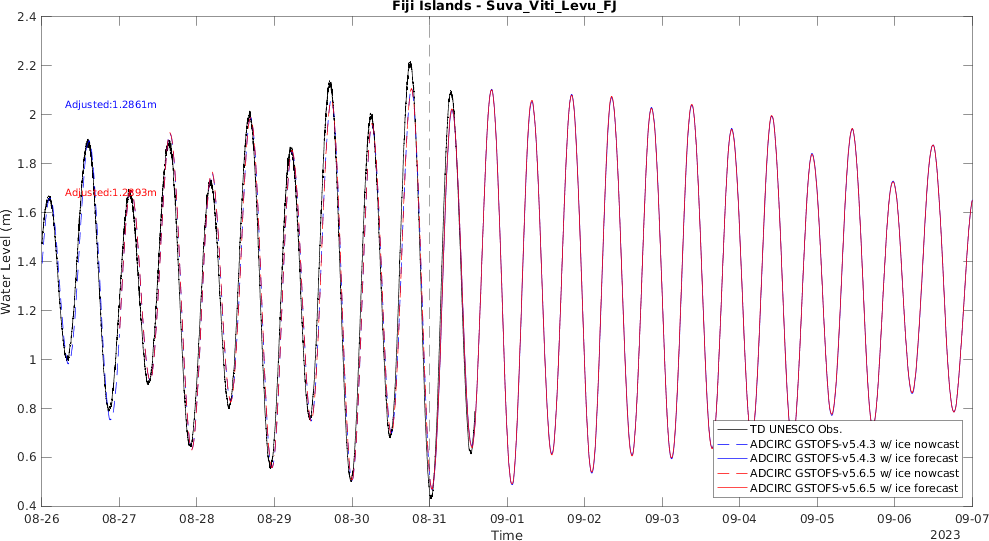 Fiji Islands - Suva_Viti_Levu_FJ
2.4
2.2
2
1.8
1.6
1.4
1.2
1
0.8
0.6
0.4
Water Level (m)
Adjusted:1.2861m
Adjusted:1.2893m
TD UNESCO Obs.
ADCIRC GSTOFS-v5.4.3 w/ ice nowcast
ADCIRC GSTOFS-v5.4.3 w/ ice forecast
ADCIRC GSTOFS-v5.6.5 w/ ice nowcast
ADCIRC GSTOFS-v5.6.5 w/ ice forecast
08-26 08-27 08-28 08-29 08-30 08-31 09-01 09-02 09-03 09-04 09-05 09-06 09-07
Time
2023